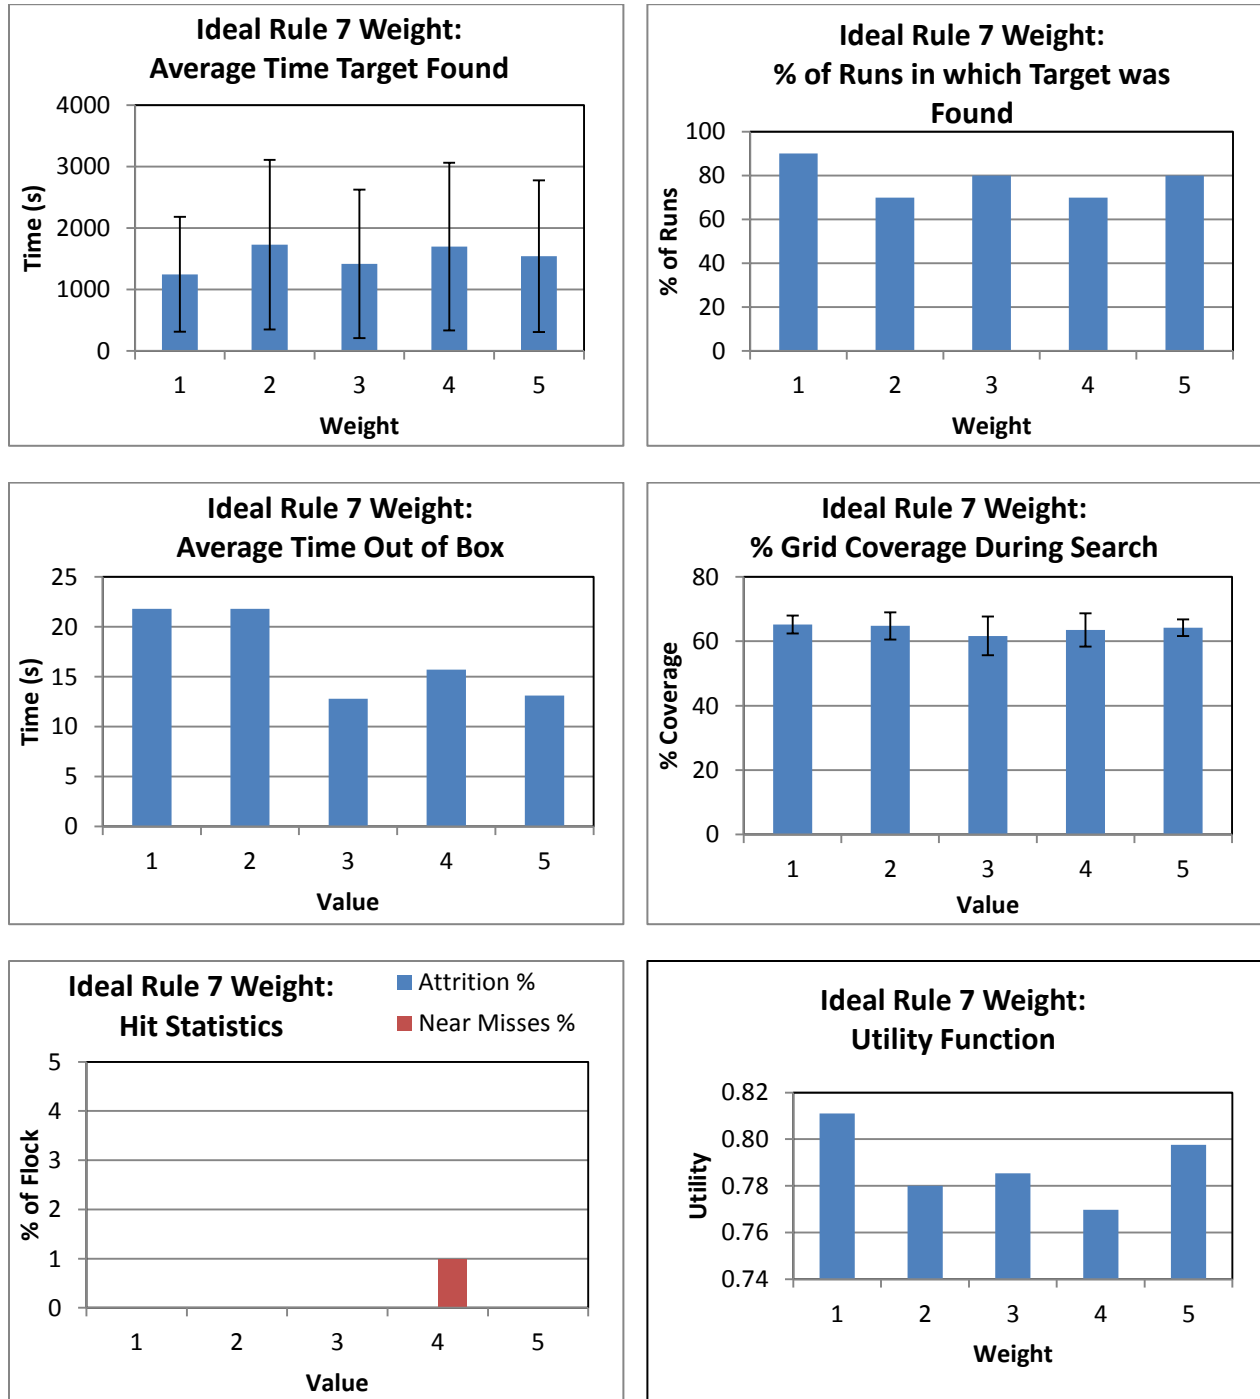 Ideal Rule 7 Weight:
Average Time Target Found
4000
3000
2000
1000
0
Time (s)
1 2 3 4 5
Weight
Ideal Rule 7 Weight:
% of Runs in which Target was
Found
100
80
60
40
20
0
% of Runs
1 2 3 4 5
Weight
Ideal Rule 7 Weight:
Average Time Out of Box
25
20
15
10
5
0
Time (s)
1 2 3 4 5
Value
Ideal Rule 7 Weight:
% Grid Coverage During Search
80
60
40
20
0
% Coverage
1 2 3 4 5
Value
Ideal Rule 7 Weight:
Hit Statistics
Attrition %
Near Misses %
5
4
3
2
1
0
% of Flock
1 2 3 4 5
Value
Ideal Rule 7 Weight:
Utility Function
0.82
0.80
0.78
0.76
0.74
Utility
1 2 3 4 5
Weight